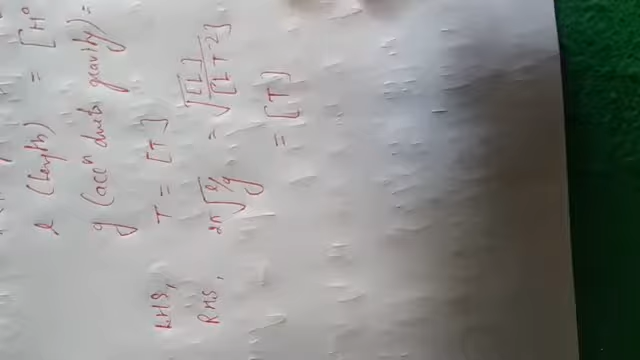 l (length) = [M⁰
g (accⁿ due to gravity) =
LHS, T = [T]
RHS, 2π√l/g = √[L]/[LT⁻²]
= [T]